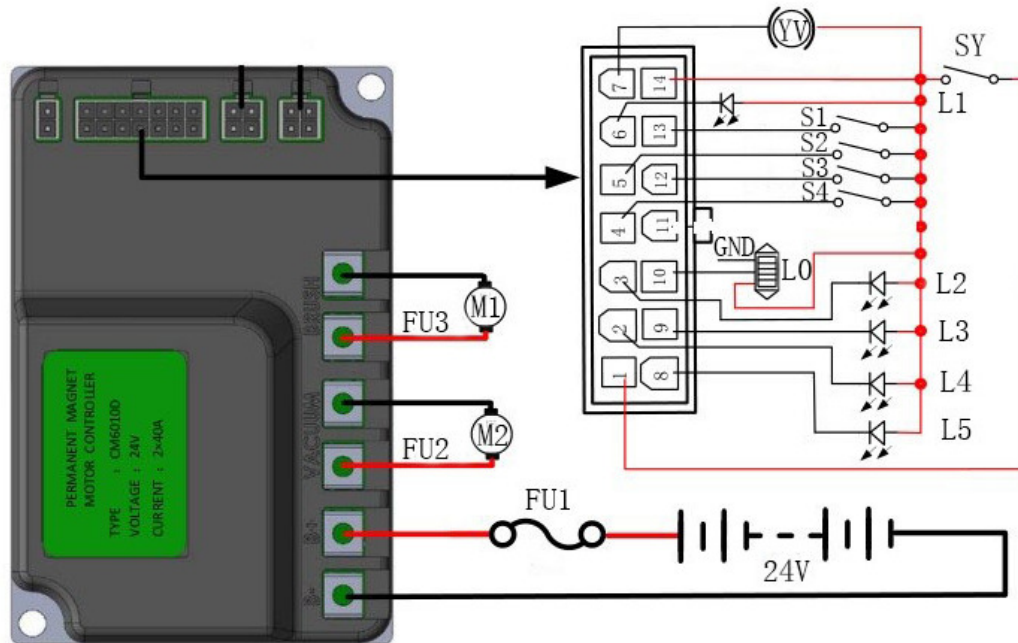 BRUSH
VACUUM
B+
B-
PERMANENT MAGNET
MOTOR CONTROLLER
TYPE : CM6010D
VOLTAGE : 24V
CURRENT : 2×40A
M1
FU3
M2
FU2
FU1
24V
YV
SY
L1
S1
S2
S3
S4
GND
L0
L2
L3
L4
L5
7 14
6 13
5 12
4 11
3 10
2 9
1 8